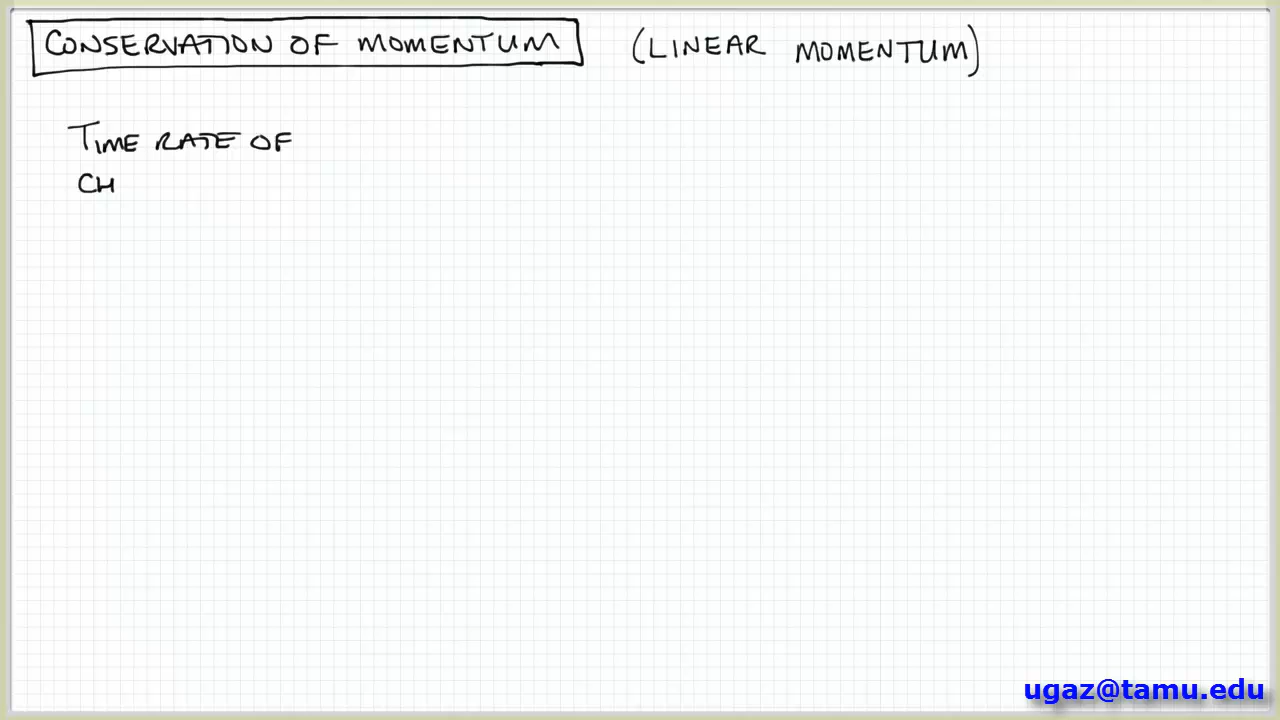 CONSERVATION OF MOMENTUM (LINEAR MOMENTUM)
TIME RATE OF
CH
ugaz@tamu.edu